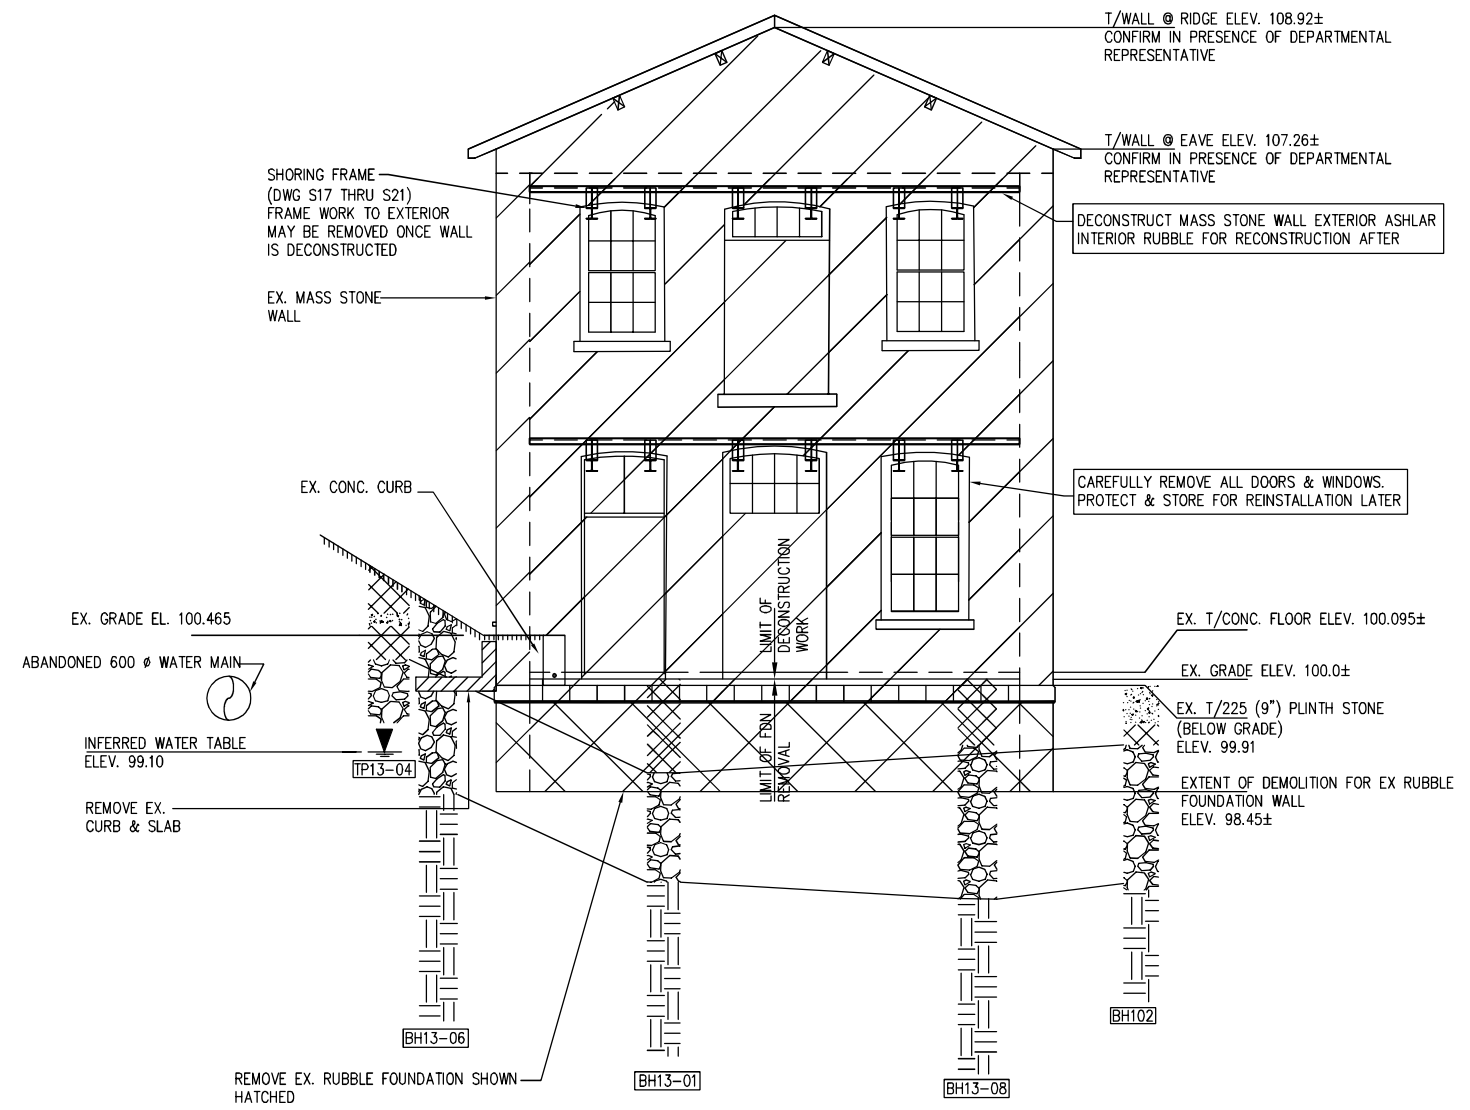 T/WALL @ RIDGE ELEV. 108.92±
CONFIRM IN PRESENCE OF DEPARTMENTAL
REPRESENTATIVE
T/WALL @ EAVE ELEV. 107.26±
CONFIRM IN PRESENCE OF DEPARTMENTAL
REPRESENTATIVE
SHORING FRAME
(DWG S17 THRU S21)
FRAME WORK TO EXTERIOR
MAY BE REMOVED ONCE WALL
IS DECONSTRUCTED
DECONSTRUCT MASS STONE WALL EXTERIOR ASHLAR
INTERIOR RUBBLE FOR RECONSTRUCTION AFTER
EX. MASS STONE
WALL
EX. CONC. CURB
CAREFULLY REMOVE ALL DOORS & WINDOWS.
PROTECT & STORE FOR REINSTALLATION LATER
LIMIT OF
DECONSTRUCTION
WORK
EX. GRADE EL. 100.465
EX. T/CONC. FLOOR ELEV. 100.095±
ABANDONED 600 ø WATER MAIN
EX. GRADE ELEV. 100.0±
EX. T/225 (9") PLINTH STONE
(BELOW GRADE)
ELEV. 99.91
INFERRED WATER TABLE
ELEV. 99.10
TP13-04
LIMIT OF FDN
REMOVAL
EXTENT OF DEMOLITION FOR EX RUBBLE
FOUNDATION WALL
ELEV. 98.45±
REMOVE EX.
CURB & SLAB
BH102
BH13-06
REMOVE EX. RUBBLE FOUNDATION SHOWN
HATCHED
BH13-01
BH13-08